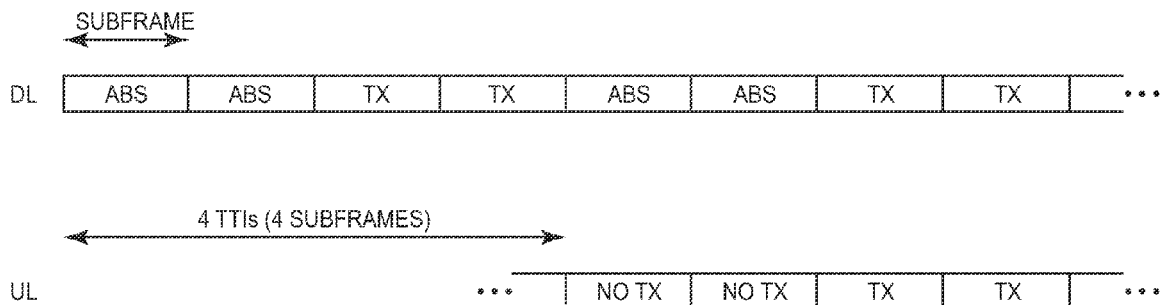 SUBFRAME
DL ABS ABS TX TX ABS ABS TX TX •••
4 TTIs (4 SUBFRAMES)
UL ••• NO TX NO TX TX TX •••